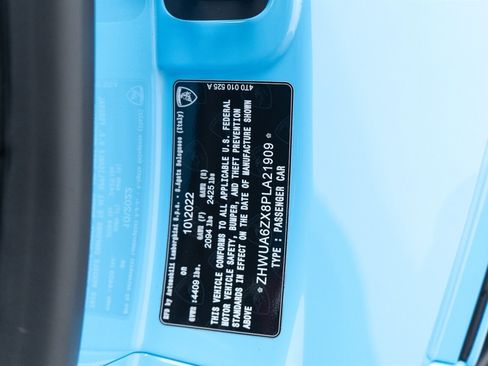 4T0 010 525 A
MFG by Automobili Lamborghini S.p.A. - S.Agata Bolognese (Italy)
ON 10\2022
GVWR :4409 lbs. GAWR (F) GAWR (R)
2094 lbs 2425 lbs
THIS VEHICLE CONFORMS TO ALL APPLICABLE U.S. FEDERAL
MOTOR VEHICLE SAFETY, BUMPER, AND THEFT PREVENTION
STANDARDS IN EFFECT ON THE DATE OF MANUFACTURE SHOWN
ABOVE
* ZHWUA6ZX8PLA21909 *
TYPE : PASSENGER CAR